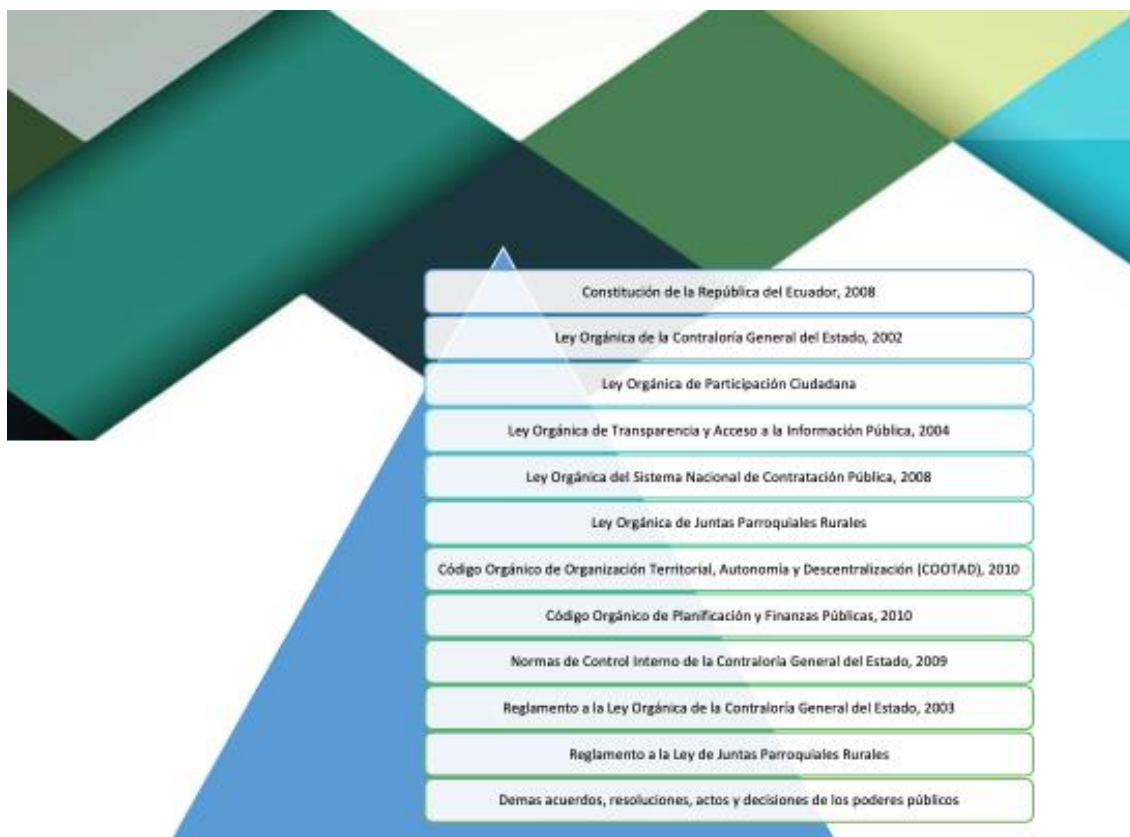 Constitución de la República del Ecuador, 2008
Ley Orgánica de la Contraloría General del Estado, 2002
Ley Orgánica de Participación Ciudadana
Ley Orgánica de Transparencia y Acceso a la Información Pública, 2004
Ley Orgánica del Sistema Nacional de Contratación Pública, 2008
Ley Orgánica de Juntas Parroquiales Rurales
Código Orgánico de Organización Territorial, Autonomía y Descentralización (COOTAD), 2010
Código Orgánico de Planificación y Finanzas Públicas, 2010
Normas de Control Interno de la Contraloría General del Estado, 2009
Reglamento a la Ley Orgánica de la Contraloría General del Estado, 2003
Reglamento a la Ley de Juntas Parroquiales Rurales
Demas acuerdos, resoluciones, actos y decisiones de los poderes públicos